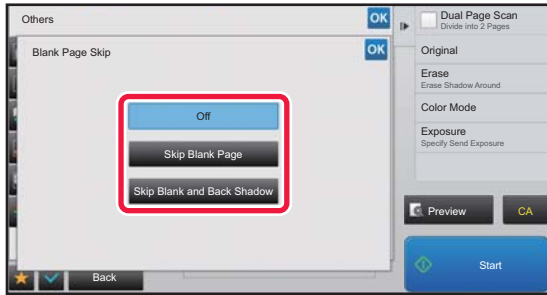 Others
OK
Blank Page Skip
OK
Off
Skip Blank Page
Skip Blank and Back Shadow
Back
Dual Page Scan
Divide into 2 Pages
Original
Erase
Erase Shadow Around
Color Mode
Exposure
Specify Send Exposure
Preview
CA
Start